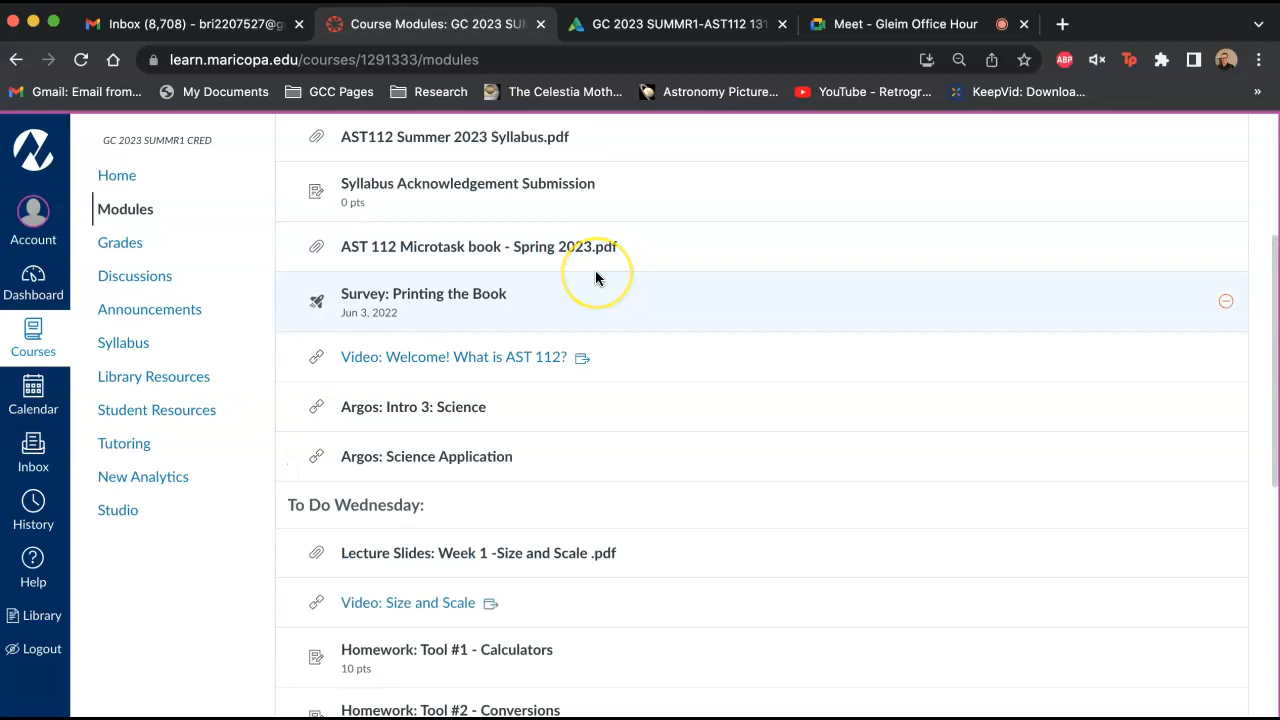 Inbox (8,708) - bri2207527@g
Course Modules: GC 2023 SUM
GC 2023 SUMMR1-AST112 131
Meet - Gleim Office Hour
learn.maricopa.edu/courses/1291333/modules
ABP
Tp
Gmail: Email from...
My Documents
GCC Pages
Research
The Celestia Moth...
Astronomy Picture...
YouTube - Retrogr...
KeepVid: Downloa...
»
Account
Dashboard
Courses
Calendar
Inbox
History
Help
Library
Logout
GC 2023 SUMMR1 CRED
Home
Modules
Grades
Discussions
Announcements
Syllabus
Library Resources
Student Resources
Tutoring
New Analytics
Studio
AST112 Summer 2023 Syllabus.pdf
Syllabus Acknowledgement Submission
0 pts
AST 112 Microtask book - Spring 2023.pdf
Survey: Printing the Book
Jun 3, 2022
Video: Welcome! What is AST 112?
Argos: Intro 3: Science
Argos: Science Application
To Do Wednesday:
Lecture Slides: Week 1 -Size and Scale .pdf
Video: Size and Scale
Homework: Tool #1 - Calculators
10 pts
Homework: Tool #2 - Conversions